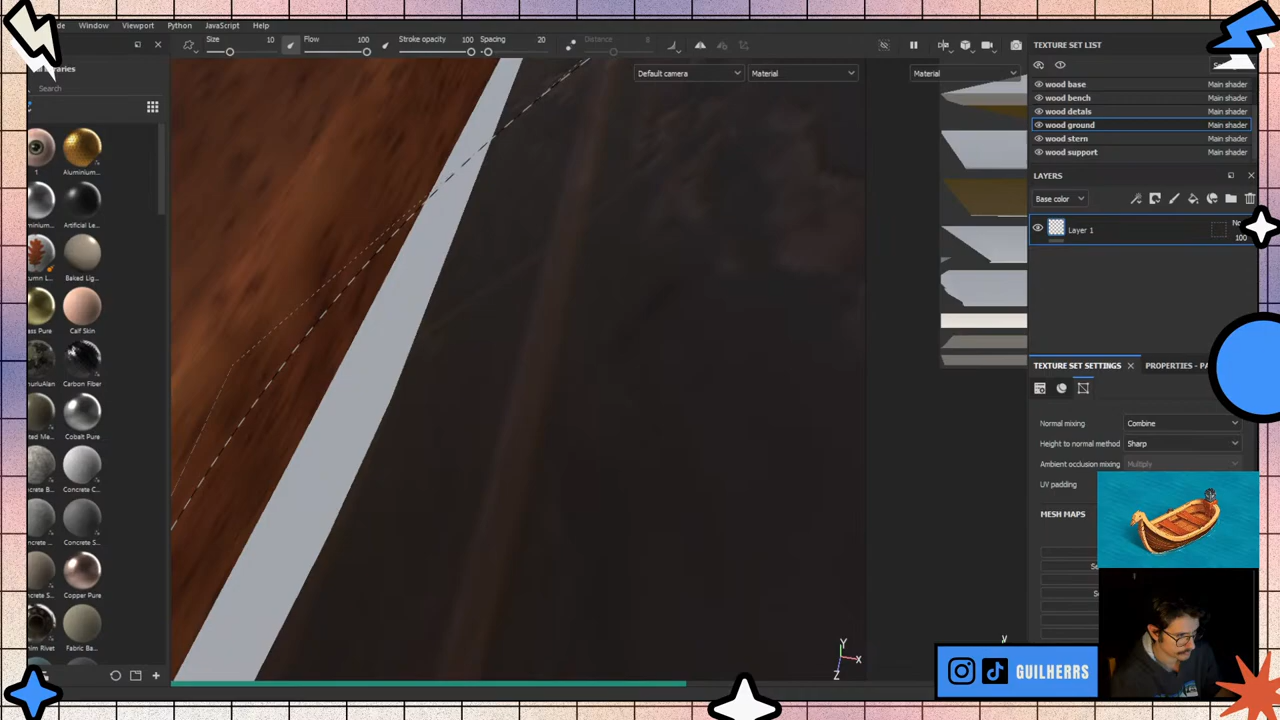 Window Viewport Python JavaScript Help
Size 10 Flow 100 Stroke opacity 100 Spacing 20 Distance 8
Default camera Material Material
Search
1 Aluminium...
Artificial Le...
Baked Lig...
Calf Skin
Carbon Fiber
Cobalt Pure
Concrete C...
Concrete S...
Copper Pure
Fabric Ba...
TEXTURE SET LIST
wood base Main shader
wood bench Main shader
wood detals Main shader
wood ground Main shader
wood stern Main shader
wood support Main shader
LAYERS
Base color
Layer 1
100
TEXTURE SET SETTINGS PROPERTIES - PA
Normal mixing Combine
Height to normal method Sharp
Ambient occlusion mixing Multiply
UV padding
MESH MAPS
Y
X
Z
GUILHERRS